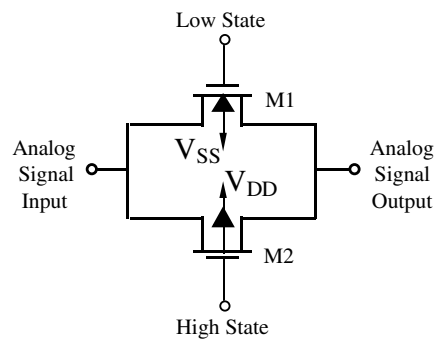 Low State
M1
Analog
Signal
Input
VSS
VDD
Analog
Signal
Output
M2
High State